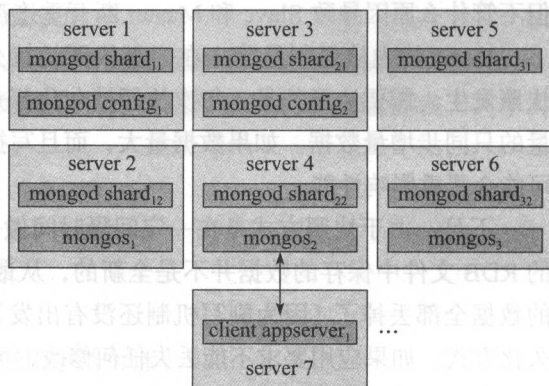 server 1
mongod shard₁₁
mongod config₁
server 3
mongod shard₂₁
mongod config₂
server 5
mongod shard₃₁
server 2
mongod shard₁₂
mongos₁
server 4
mongod shard₂₂
mongos₂
server 6
mongod shard₃₂
mongos₃
client appserver₁
...
server 7